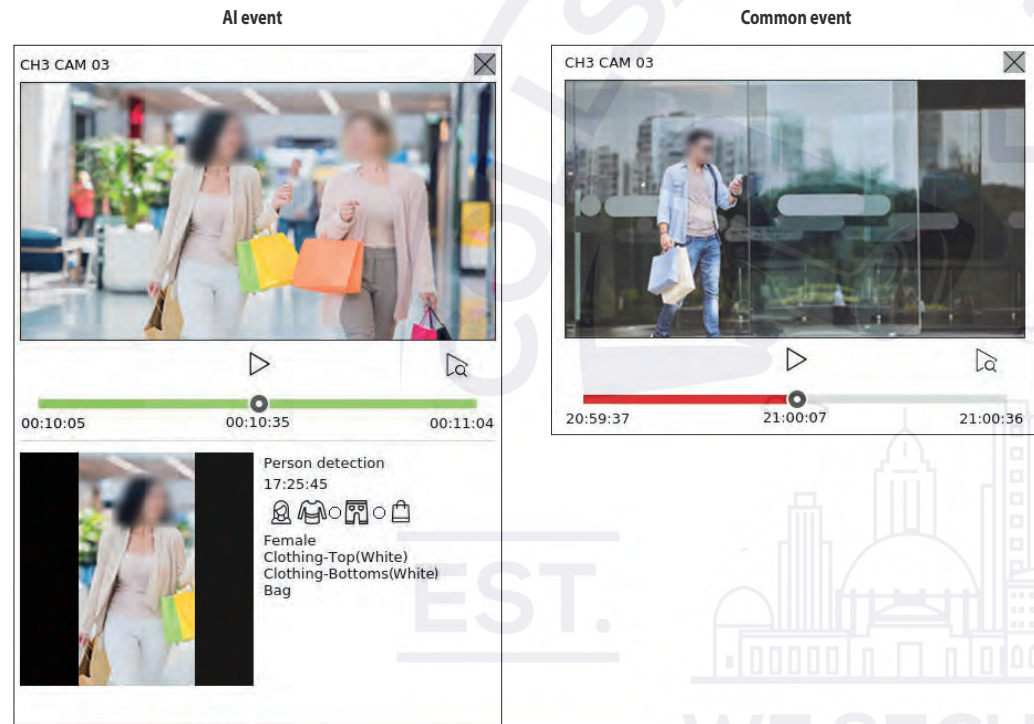 AI event
Common event
CH3 CAM 03
00:10:05
00:10:35
00:11:04
Person detection
17:25:45
Female
Clothing-Top(White)
Clothing-Bottoms(White)
Bag
CH3 CAM 03
20:59:37
21:00:07
21:00:36
EST.